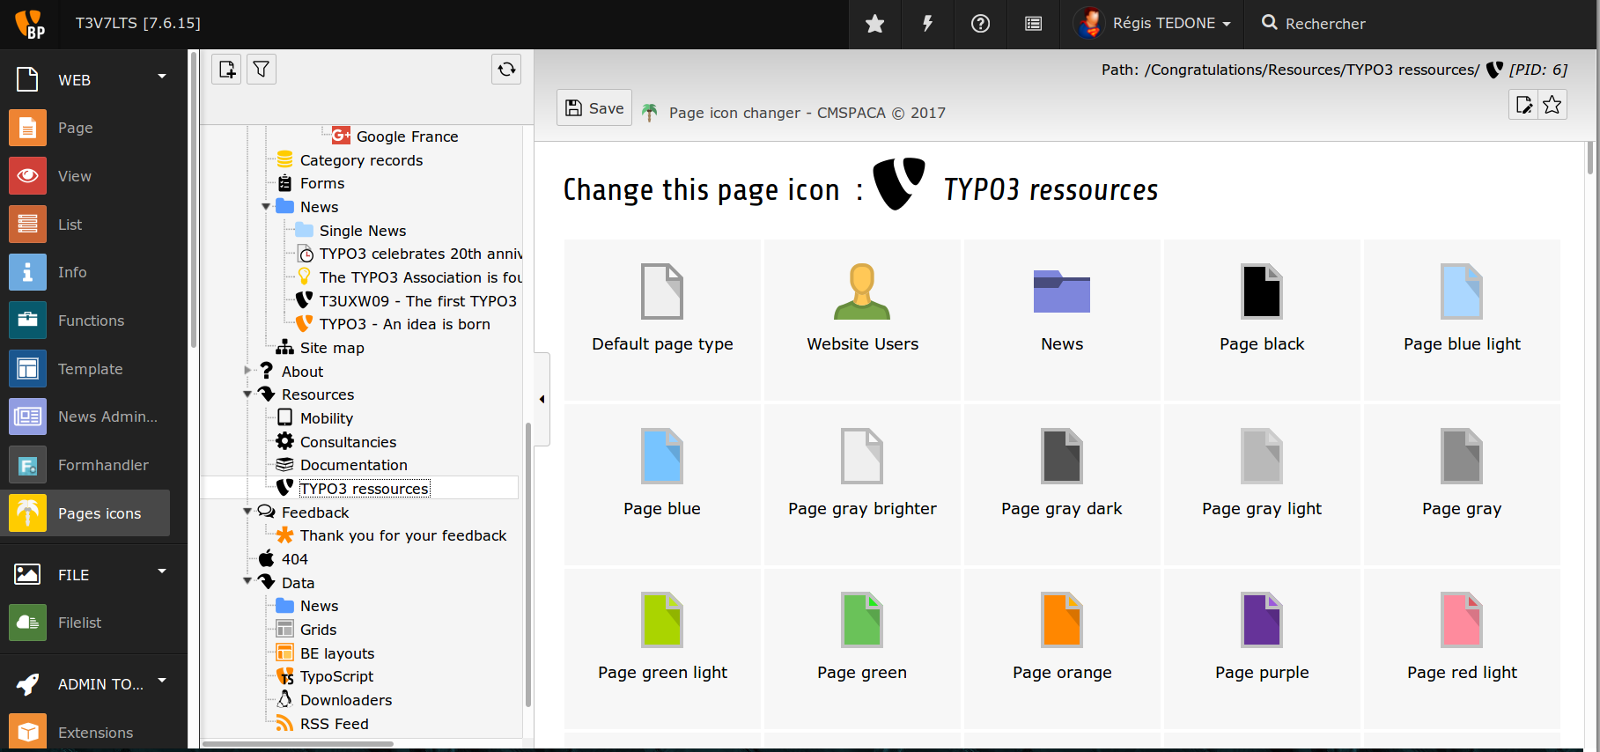 BP T3V7LTS [7.6.15]
Régis TEDONE
Rechercher
WEB
Page
View
List
Info
Functions
Template
News Admin...
Formhandler
Pages icons
FILE
Filelist
ADMIN TO...
Extensions
G+ Google France
Category records
Forms
News
Single News
TYPO3 celebrates 20th anniv
The TYPO3 Association is fou
T3UXW09 - The first TYPO3
TYPO3 - An idea is born
Site map
About
Resources
Mobility
Consultancies
Documentation
TYPO3 ressources
Feedback
Thank you for your feedback
404
Data
News
Grids
BE layouts
TS TypoScript
Downloaders
RSS Feed
Path: /Congratulations/Resources/TYPO3 ressources/ [PID: 6]
Save Page icon changer - CMSPACA © 2017
Change this page icon : TYPO3 ressources
Default page type
Website Users
News
Page black
Page blue light
Page blue
Page gray brighter
Page gray dark
Page gray light
Page gray
Page green light
Page green
Page orange
Page purple
Page red light